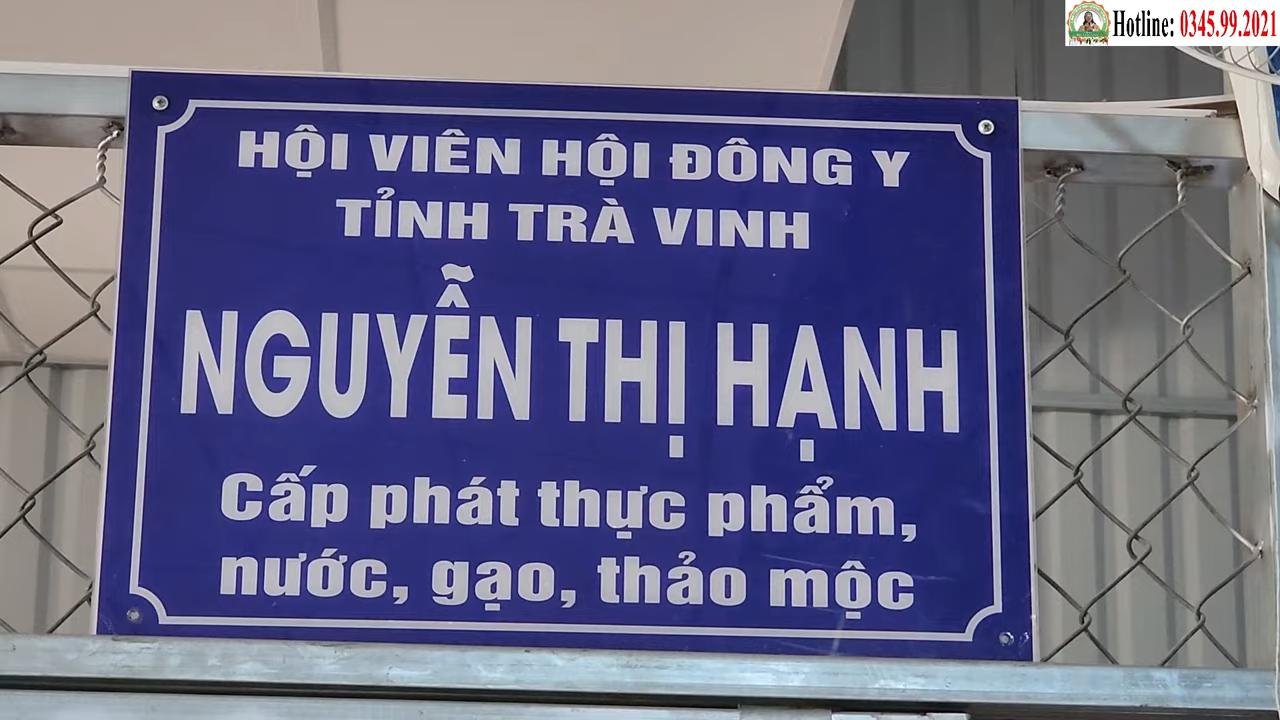 Hotline: 0345.99.2021
HỘI VIÊN HỘI ĐÔNG Y
TỈNH TRÀ VINH
NGUYỄN THỊ HẠNH
Cấp phát thực phẩm,
nước, gạo, thảo mộc